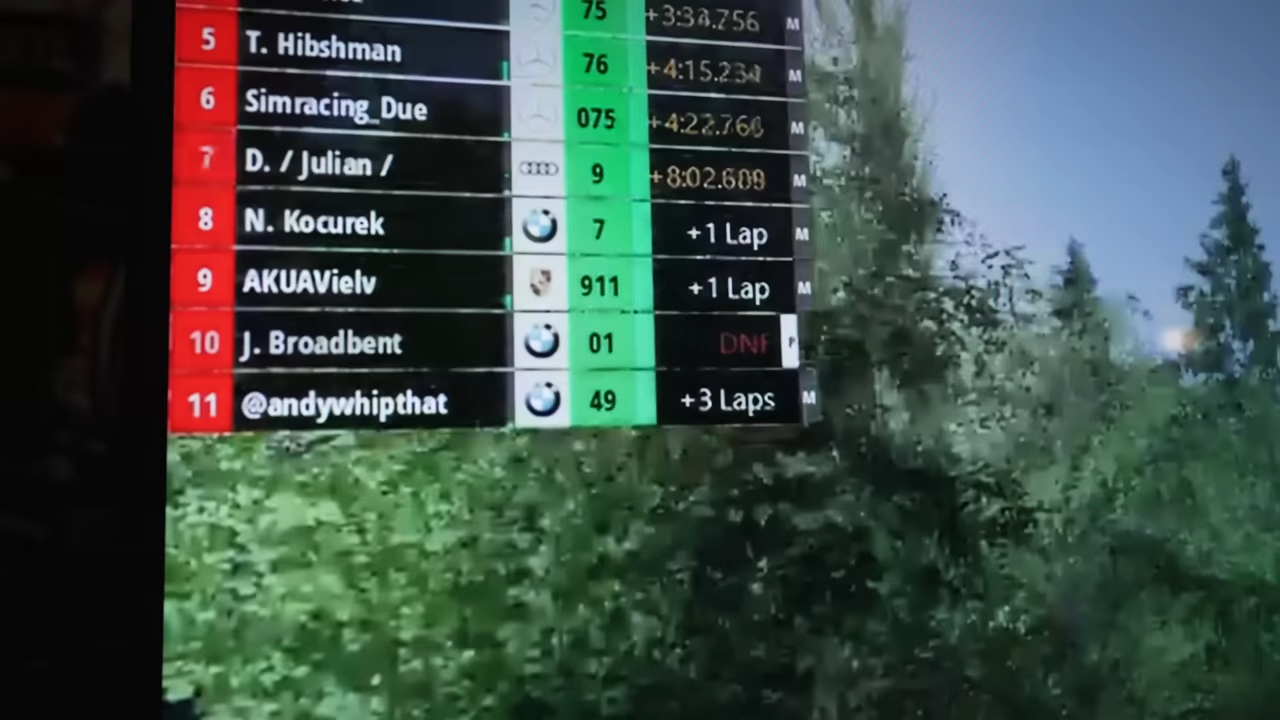 75 +3:34.756 M
5 T. Hibshman 76 +4:15.234 M
6 Simracing_Due 075 +4:22.766 M
7 D. / Julian / 9 +8:02.609 M
8 N. Kocurek 7 +1 Lap M
9 AKUAVielv 911 +1 Lap M
10 J. Broadbent 01 DNF P
11 @andywhipthat 49 +3 Laps M